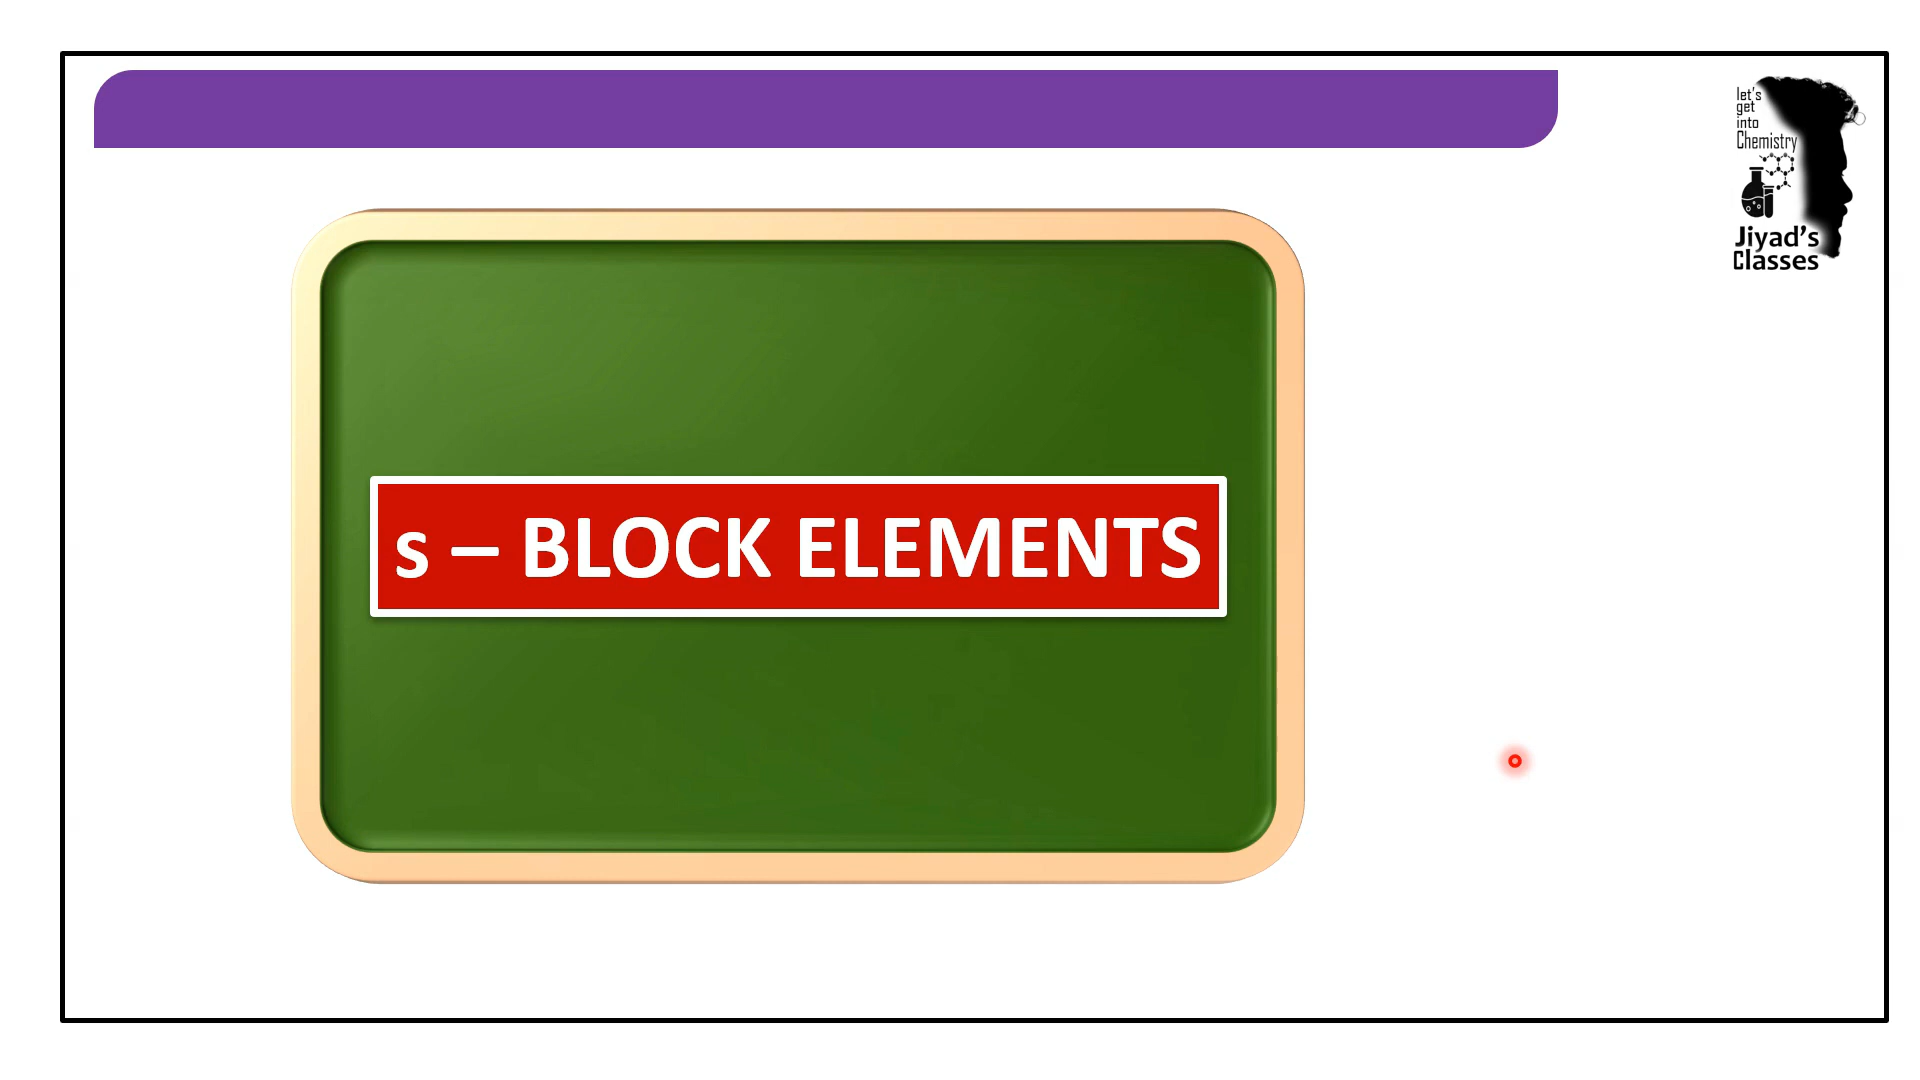 let's
get
into
Chemistry
Jiyad's
Classes
s – BLOCK ELEMENTS